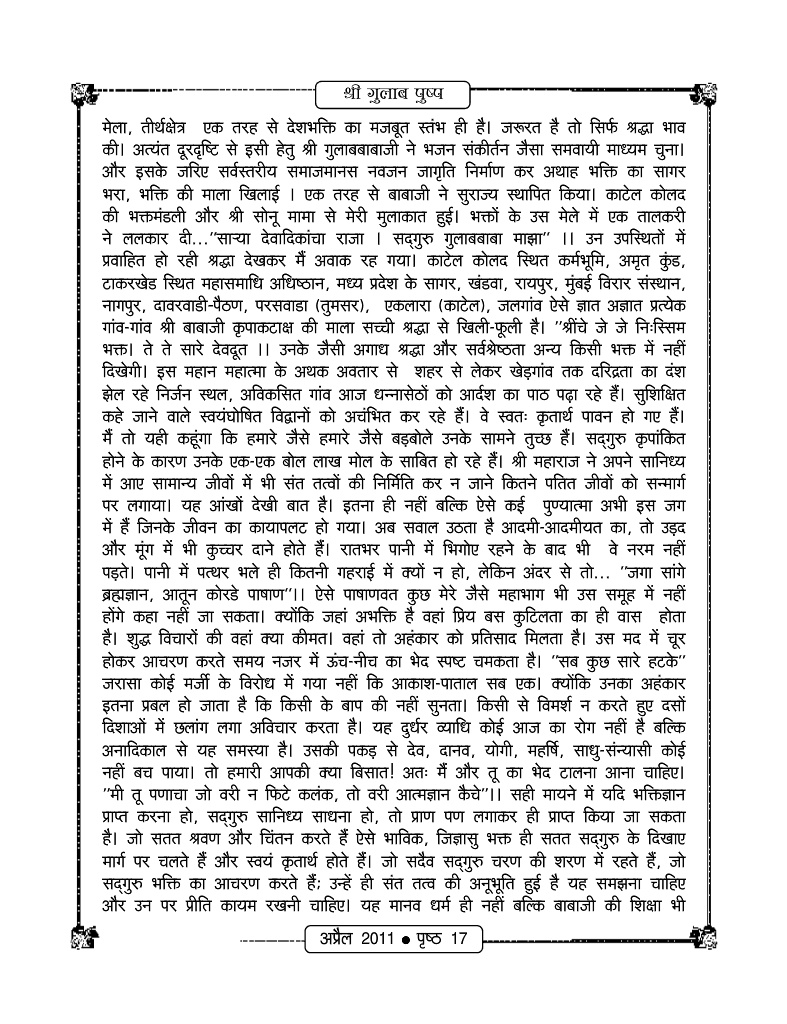 श्री गुलाब पुष्प
मेला, तीर्थक्षेत्र एक तरह से देशभक्ति का मजबूत स्तंभ ही है। जरूरत है तो सिर्फ श्रद्धा भाव
की। अत्यंत दूरदृष्टि से इसी हेतु श्री गुलाबबाबाजी ने भजन संकीर्तन जैसा समवायी माध्यम चुना।
और इसके जरिए सर्वस्तरीय समाजमानस नवजन जागृति निर्माण कर अथाह भक्ति का सागर
भरा, भक्ति की माला खिलाई । एक तरह से बाबाजी ने सुराज्य स्थापित किया। काटेल कोलद
की भक्तमंडली और श्री सोनू मामा से मेरी मुलाकात हुई। भक्तों के उस मेले में एक तालकरी
ने ललकार दी...''साऱ्या देवादिकांचा राजा । सद्‌गुरु गुलाबबाबा माझा'' ।। उन उपस्थितों में
प्रवाहित हो रही श्रद्धा देखकर मैं अवाक रह गया। काटेल कोलद स्थित कर्मभूमि, अमृत कुंड,
टाकरखेड स्थित महासमाधि अधिष्ठान, मध्य प्रदेश के सागर, खंडवा, रायपुर, मुंबई विरार संस्थान,
नागपुर, दावरवाडी-पैठण, परसवाडा (तुमसर), एकलारा (काटेल), जलगांव ऐसे ज्ञात अज्ञात प्रत्येक
गांव-गांव श्री बाबाजी कृपाकटाक्ष की माला सच्ची श्रद्धा से खिली-फूली है। ''श्रींचे जे जे निःस्सिम
भक्त। ते ते सारे देवदूत ।। उनके जैसी अगाध श्रद्धा और सर्वश्रेष्ठता अन्य किसी भक्त में नहीं
दिखेगी। इस महान महात्मा के अथक अवतार से शहर से लेकर खेड़गांव तक दरिद्रता का दंश
झेल रहे निर्जन स्थल, अविकसित गांव आज धन्नासेठों को आर्दश का पाठ पढ़ा रहे हैं। सुशिक्षित
कहे जाने वाले स्वयंघोषित विद्वानों को अचंभित कर रहे हैं। वे स्वतः कृतार्थ पावन हो गए हैं।
मैं तो यही कहूंगा कि हमारे जैसे हमारे जैसे बड़बोले उनके सामने तुच्छ हैं। सद्‌गुरु कृपांकित
होने के कारण उनके एक-एक बोल लाख मोल के साबित हो रहे हैं। श्री महाराज ने अपने सानिध्य
में आए सामान्य जीवों में भी संत तत्वों की निर्मिति कर न जाने कितने पतित जीवों को सन्मार्ग
पर लगाया। यह आंखों देखी बात है। इतना ही नहीं बल्कि ऐसे कई पुण्यात्मा अभी इस जग
में हैं जिनके जीवन का कायापलट हो गया। अब सवाल उठता है आदमी-आदमीयत का, तो उड़द
और मूंग में भी कुच्चर दाने होते हैं। रातभर पानी में भिगोए रहने के बाद भी वे नरम नहीं
पड़ते। पानी में पत्थर भले ही कितनी गहराई में क्यों न हो, लेकिन अंदर से तो... ''जगा सांगे
ब्रह्मज्ञान, आतून कोरडे पाषाण''।। ऐसे पाषाणवत कुछ मेरे जैसे महाभाग भी उस समूह में नहीं
होंगे कहा नहीं जा सकता। क्योंकि जहां अभक्ति है वहां प्रिय बस कुटिलता का ही वास होता
है। शुद्ध विचारों की वहां क्या कीमत। वहां तो अहंकार को प्रतिसाद मिलता है। उस मद में चूर
होकर आचरण करते समय नजर में ऊंच-नीच का भेद स्पष्ट चमकता है। ''सब कुछ सारे हटके''
जरासा कोई मर्जी के विरोध में गया नहीं कि आकाश-पाताल सब एक। क्योंकि उनका अहंकार
इतना प्रबल हो जाता है कि किसी के बाप की नहीं सुनता। किसी से विमर्श न करते हुए दसों
दिशाओं में छलांग लगा अविचार करता है। यह दुर्धर व्याधि कोई आज का रोग नहीं है बल्कि
अनादिकाल से यह समस्या है। उसकी पकड़ से देव, दानव, योगी, महर्षि, साधु-संन्यासी कोई
नहीं बच पाया। तो हमारी आपकी क्या बिसात! अतः मैं और तू का भेद टालना आना चाहिए।
''मी तू पणाचा जो वरी न फिटे कलंक, तो वरी आत्मज्ञान कैचे''।। सही मायने में यदि भक्तिज्ञान
प्राप्त करना हो, सद्‌गुरु सानिध्य साधना हो, तो प्राण पण लगाकर ही प्राप्त किया जा सकता
है। जो सतत श्रवण और चिंतन करते हैं ऐसे भाविक, जिज्ञासु भक्त ही सतत सद्‌गुरु के दिखाए
मार्ग पर चलते हैं और स्वयं कृतार्थ होते हैं। जो सदैव सद्‌गुरु चरण की शरण में रहते हैं, जो
सद्‌गुरु भक्ति का आचरण करते हैं; उन्हें ही संत तत्व की अनूभूति हुई है यह समझना चाहिए
और उन पर प्रीति कायम रखनी चाहिए। यह मानव धर्म ही नहीं बल्कि बाबाजी की शिक्षा भी
अप्रैल 2011 ● पृष्ठ 17